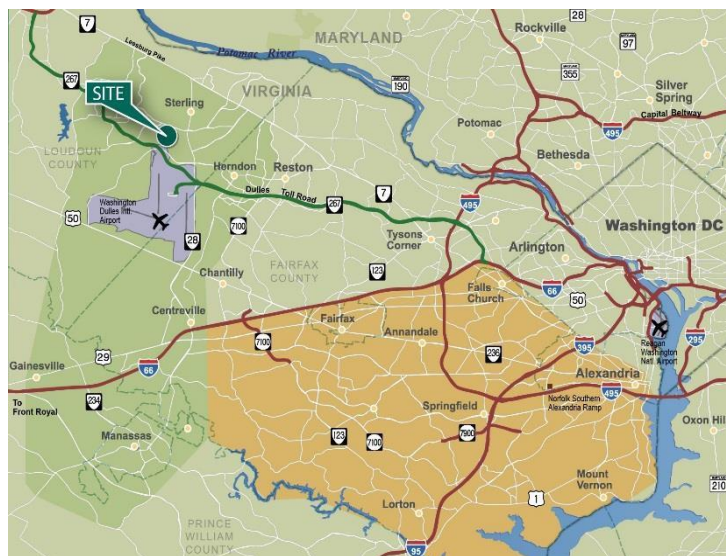 7
Leesburg Pike
Potomac River
MARYLAND
28
Rockville
97
267
SITE
Sterling
VIRGINIA
190
355
Silver
Spring
Potomac
495
Capital Beltway
LOUDOUN
COUNTY
Bethesda
Herndon
Reston
Dulles
Toll Road
267
7
495
Washington
Dulles Intl.
Airport
50
28
7100
Tysons
Corner
Arlington
Washington DC
Chantilly
FAIRFAX
COUNTY
123
Falls
Church
66
50
Centreville
7100
Fairfax
Annandale
236
395
Reagan
Washington
Natl. Airport
295
29
Gainesville
66
Alexandria
495
To
Front Royal
234
Springfield
Norfolk Southern
Alexandria Ramp
Oxon Hil
Manassas
123
7100
7900
Mount
Vernon
210
1
Lorton
PRINCE
WILLIAM
COUNTY
95